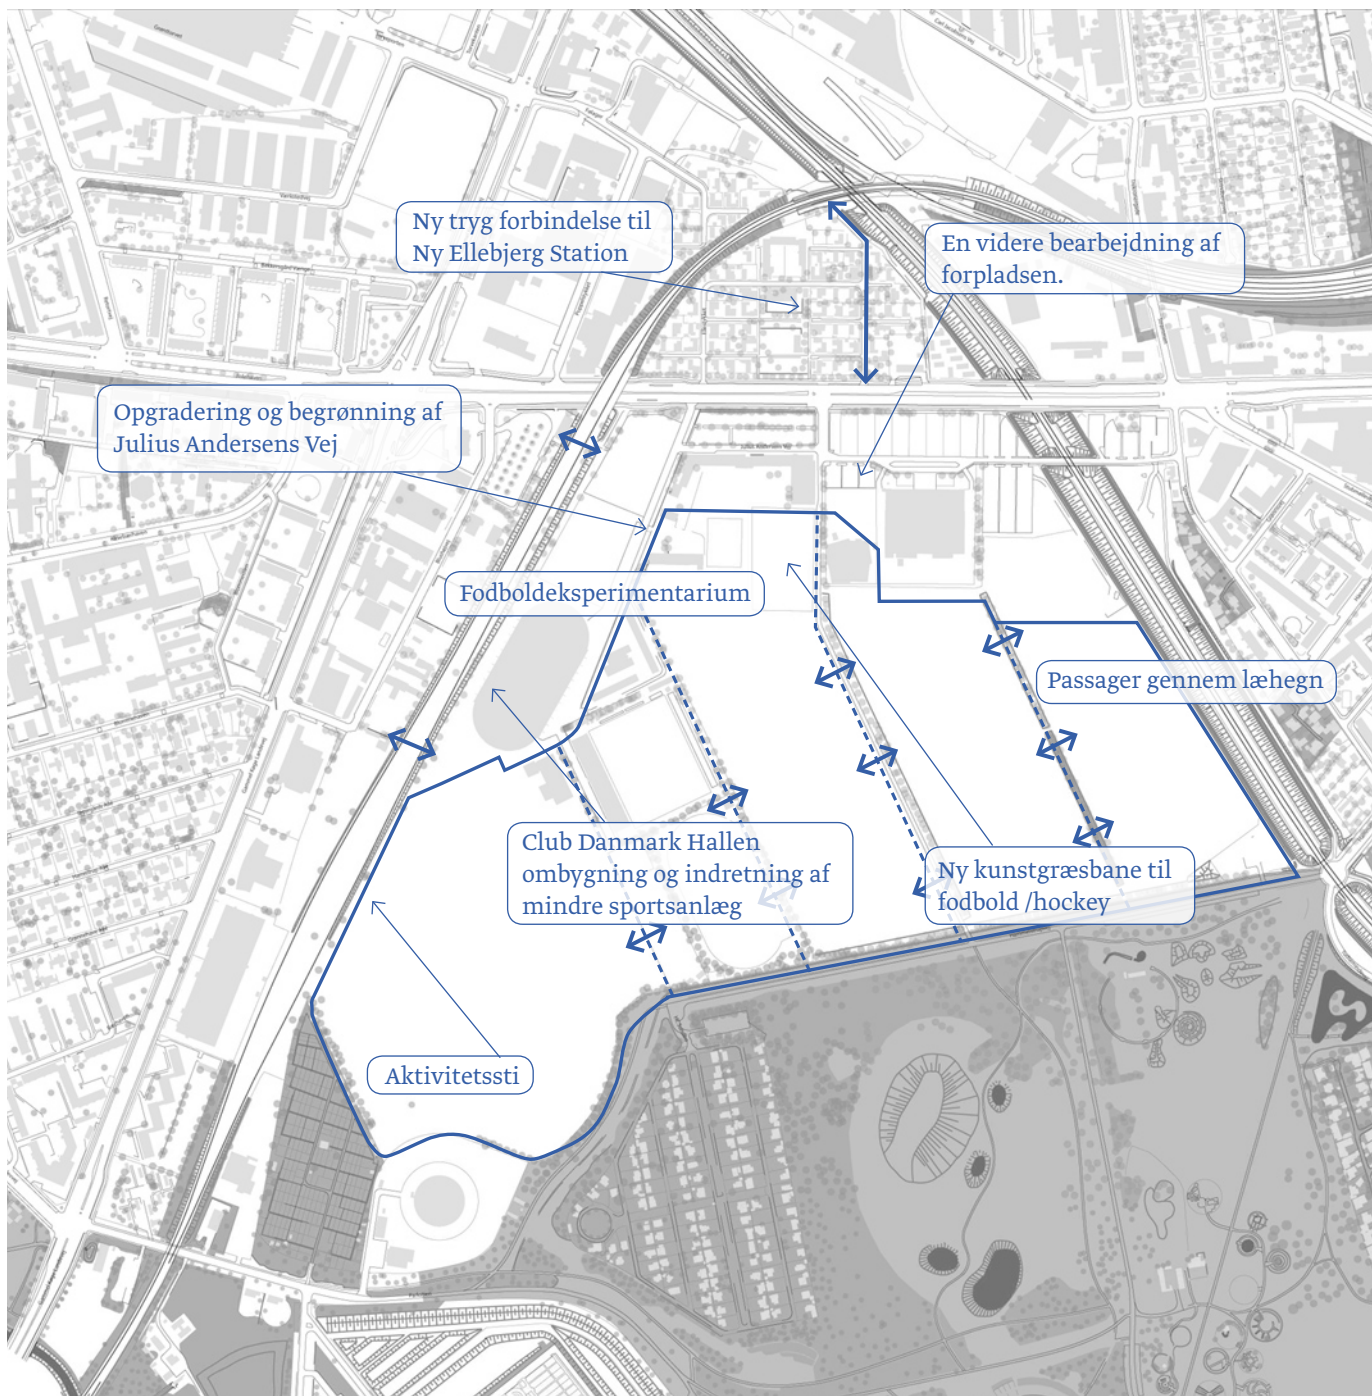 Ny tryg forbindelse til
Ny Ellebjerg Station
En videre bearbejdning af
forpladsen.
Opgradering og begrønning af
Julius Andersens Vej
Fodboldeksperimentarium
Passager gennem læhegn
Club Danmark Hallen
ombygning og indretning af
mindre sportsanlæg
Ny kunstgræsbane til
fodbold /hockey
Aktivitetssti